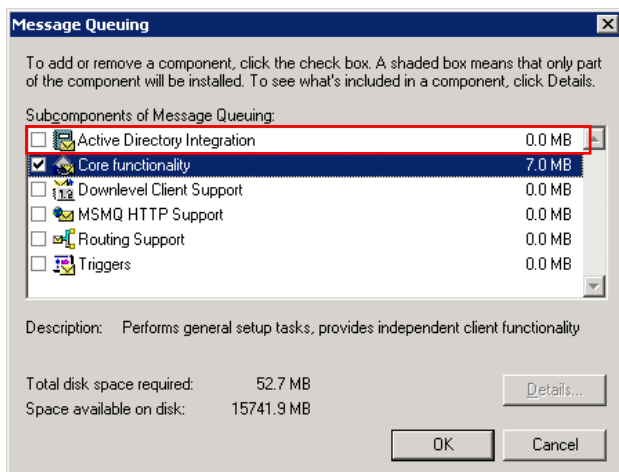 Message Queuing
To add or remove a component, click the check box. A shaded box means that only part
of the component will be installed. To see what's included in a component, click Details.
Subcomponents of Message Queuing:
Active Directory Integration 0.0 MB
Core functionality 7.0 MB
Downlevel Client Support 0.0 MB
MSMQ HTTP Support 0.0 MB
Routing Support 0.0 MB
Triggers 0.0 MB
Description: Performs general setup tasks, provides independent client functionality
Total disk space required: 52.7 MB
Space available on disk: 15741.9 MB
Details...
OK Cancel